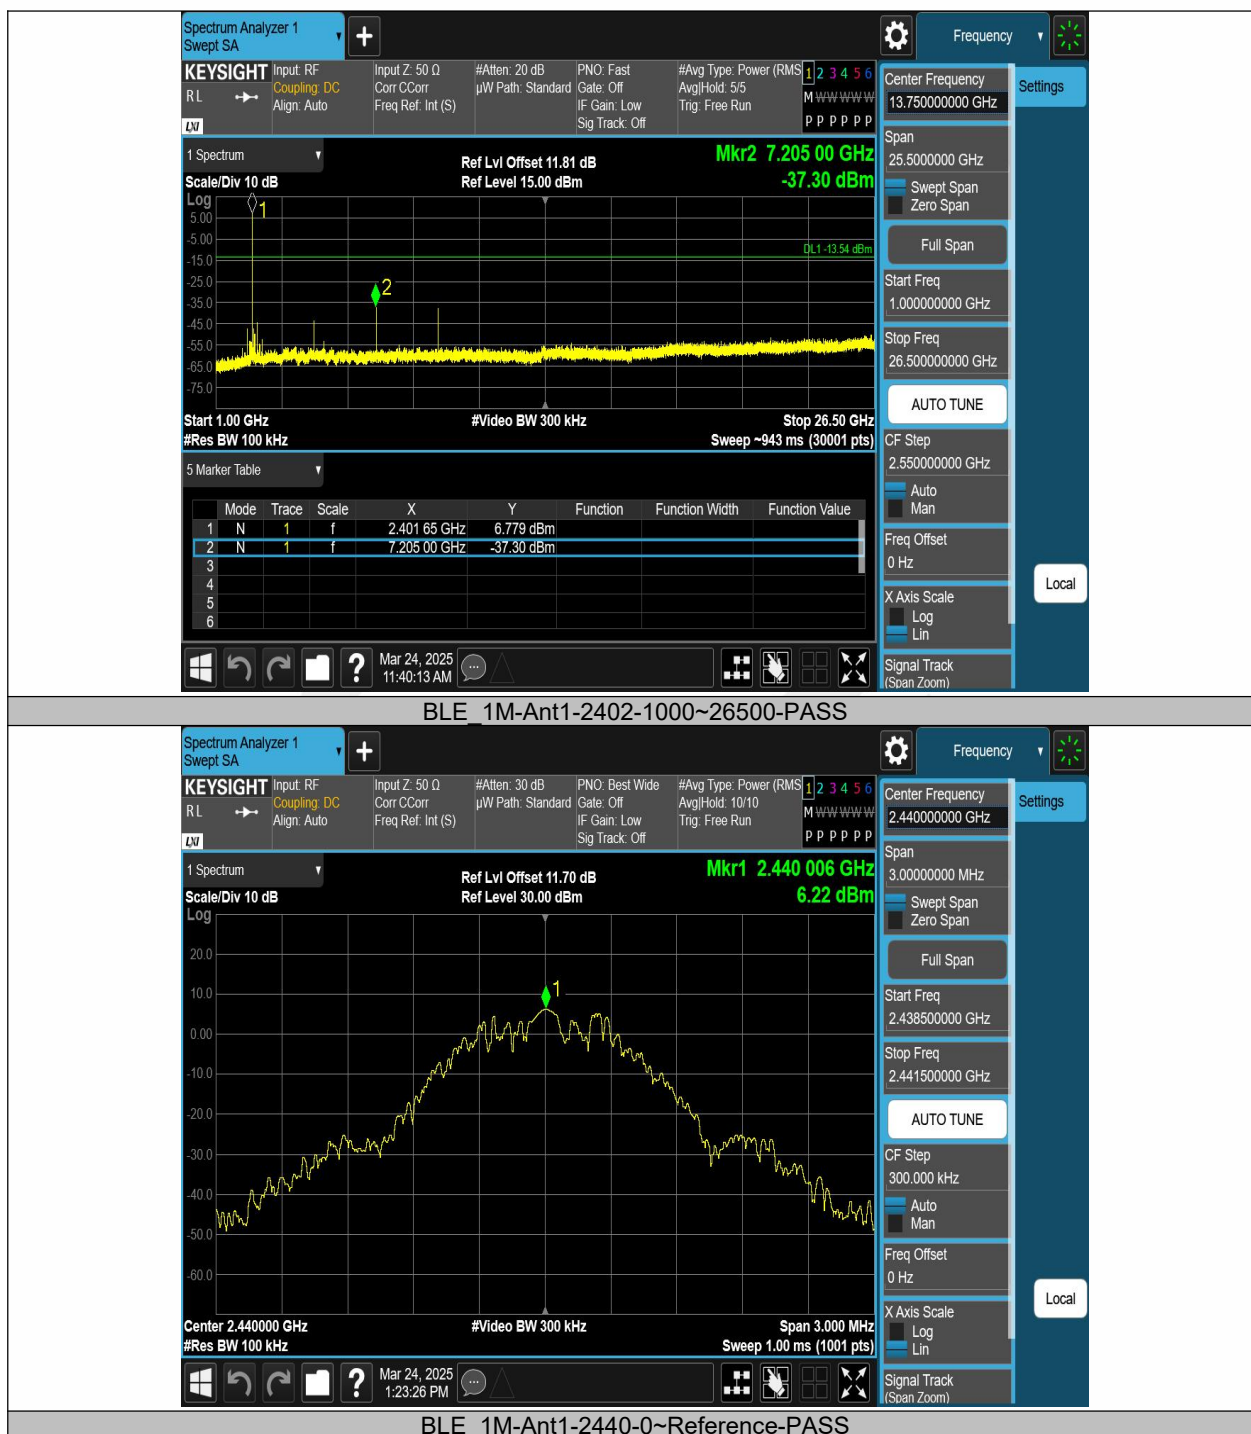 Spectrum Analyzer 1
Swept SA
Frequency
KEYSIGHT
RL
LXI
Input: RF
Coupling: DC
Align: Auto
Input Z: 50 Ω
Corr CCorr
Freq Ref: Int (S)
#Atten: 20 dB
µW Path: Standard
PNO: Fast
Gate: Off
IF Gain: Low
Sig Track: Off
#Avg Type: Power (RMS
Avg|Hold: 5/5
Trig: Free Run
1 2 3 4 5 6
M W W W W W
P P P P P P
Center Frequency
13.750000000 GHz
Settings
Span
25.5000000 GHz
Swept Span
Zero Span
Full Span
Start Freq
1.000000000 GHz
Stop Freq
26.500000000 GHz
AUTO TUNE
CF Step
2.550000000 GHz
Auto
Man
Freq Offset
0 Hz
X Axis Scale
Log
Lin
Signal Track
(Span Zoom)
Local
1 Spectrum
Scale/Div 10 dB
Ref Lvl Offset 11.81 dB
Ref Level 15.00 dBm
Mkr2 7.205 00 GHz
-37.30 dBm
Log
5.00
-5.00
-15.0
-25.0
-35.0
-45.0
-55.0
-65.0
-75.0
1
2
DL1 -13.54 dBm
Start 1.00 GHz
#Res BW 100 kHz
#Video BW 300 kHz
Stop 26.50 GHz
Sweep ~943 ms (30001 pts)
5 Marker Table
Mode Trace Scale X Y Function Function Width Function Value
1 N 1 f 2.401 65 GHz 6.779 dBm
2 N 1 f 7.205 00 GHz -37.30 dBm
3
4
5
6
?
Mar 24, 2025
11:40:13 AM
BLE_1M-Ant1-2402-1000~26500-PASS
Spectrum Analyzer 1
Swept SA
Frequency
KEYSIGHT
RL
LXI
Input: RF
Coupling: DC
Align: Auto
Input Z: 50 Ω
Corr CCorr
Freq Ref: Int (S)
#Atten: 30 dB
µW Path: Standard
PNO: Best Wide
Gate: Off
IF Gain: Low
Sig Track: Off
#Avg Type: Power (RMS
Avg|Hold: 10/10
Trig: Free Run
1 2 3 4 5 6
M W W W W W
P P P P P P
Center Frequency
2.440000000 GHz
Settings
Span
3.00000000 MHz
Swept Span
Zero Span
Full Span
Start Freq
2.438500000 GHz
Stop Freq
2.441500000 GHz
AUTO TUNE
CF Step
300.000 kHz
Auto
Man
Freq Offset
0 Hz
X Axis Scale
Log
Lin
Signal Track
(Span Zoom)
Local
1 Spectrum
Scale/Div 10 dB
Ref Lvl Offset 11.70 dB
Ref Level 30.00 dBm
Mkr1 2.440 006 GHz
6.22 dBm
Log
20.0
10.0
0.00
-10.0
-20.0
-30.0
-40.0
-50.0
-60.0
1
Center 2.440000 GHz
#Res BW 100 kHz
#Video BW 300 kHz
Span 3.000 MHz
Sweep 1.00 ms (1001 pts)
?
Mar 24, 2025
1:23:26 PM
BLE_1M-Ant1-2440-0~Reference-PASS